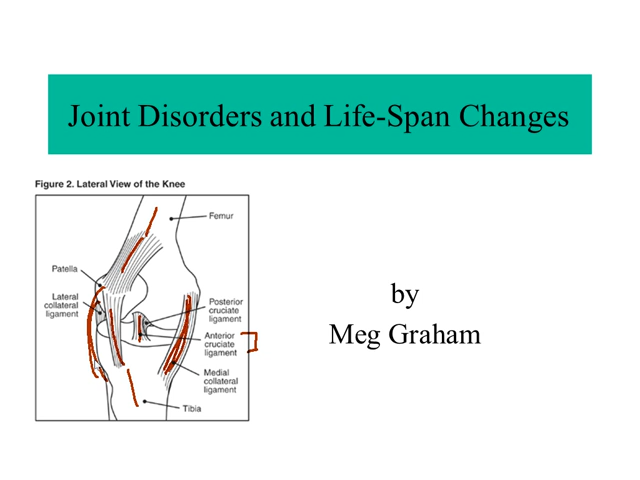 Joint Disorders and Life-Span Changes
Figure 2. Lateral View of the Knee
Femur
Patella
Lateral
collateral
ligament
Posterior
cruciate
ligament
Anterior
cruciate
ligament
Medial
collateral
ligament
Tibia
by
Meg Graham